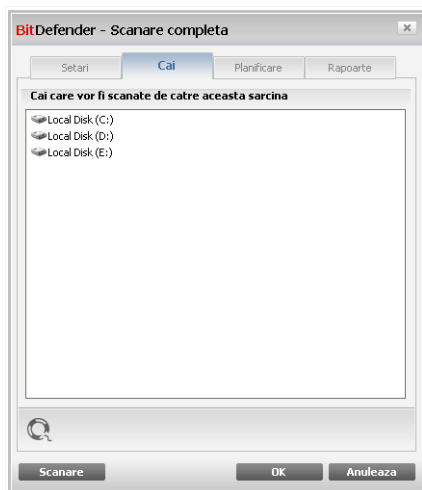 BitDefender - Scanare completa
Setari Cai Planificare Rapoarte
Cai care vor fi scanate de catre aceasta sarcina
Local Disk (C:)
Local Disk (D:)
Local Disk (E:)
Scanare OK Anuleaza